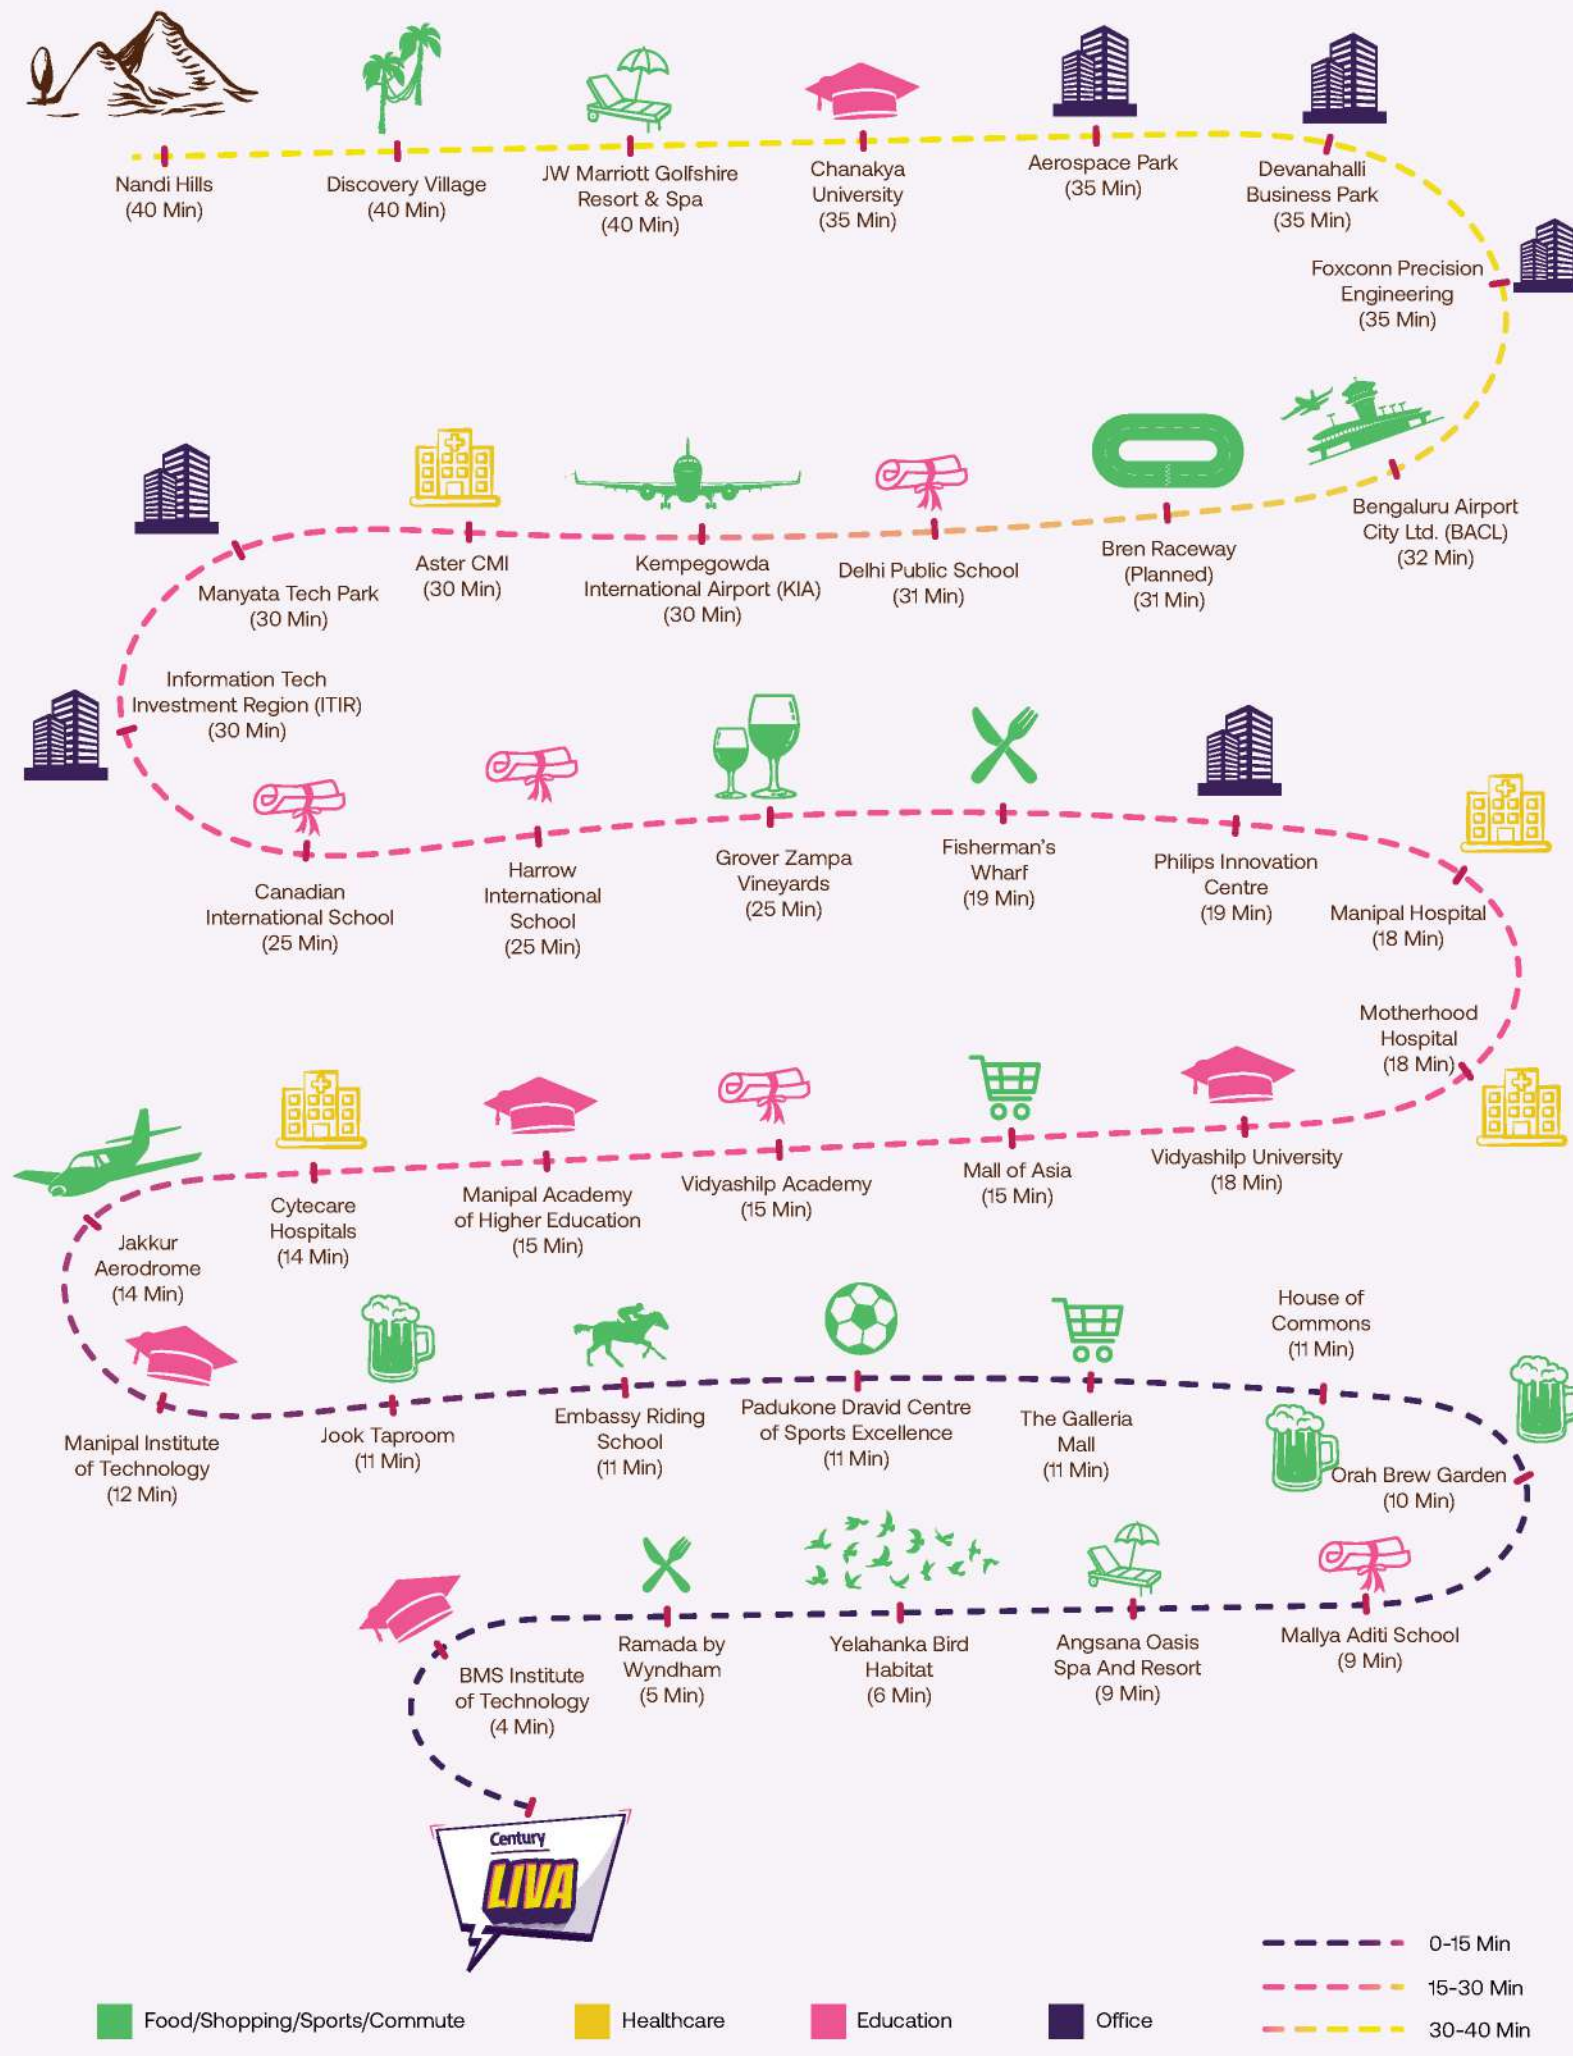 Nandi Hills
(40 Min)
Discovery Village
(40 Min)
JW Marriott Golfshire
Resort & Spa
(40 Min)
Chanakya
University
(35 Min)
Aerospace Park
(35 Min)
Devanahalli
Business Park
(35 Min)
Foxconn Precision
Engineering
(35 Min)
Bengaluru Airport
City Ltd. (BACL)
(32 Min)
Bren Raceway
(Planned)
(31 Min)
Delhi Public School
(31 Min)
Kempegowda
International Airport (KIA)
(30 Min)
Aster CMI
(30 Min)
Manyata Tech Park
(30 Min)
Information Tech
Investment Region (ITIR)
(30 Min)
Canadian
International School
(25 Min)
Harrow
International
School
(25 Min)
Grover Zampa
Vineyards
(25 Min)
Fisherman's
Wharf
(19 Min)
Philips Innovation
Centre
(19 Min)
Manipal Hospital
(18 Min)
Motherhood
Hospital
(18 Min)
Vidyashilp University
(18 Min)
Mall of Asia
(15 Min)
Vidyashilp Academy
(15 Min)
Manipal Academy
of Higher Education
(15 Min)
Cytecare
Hospitals
(14 Min)
Jakkur
Aerodrome
(14 Min)
Manipal Institute
of Technology
(12 Min)
Jook Taproom
(11 Min)
Embassy Riding
School
(11 Min)
Padukone Dravid Centre
of Sports Excellence
(11 Min)
The Galleria
Mall
(11 Min)
House of
Commons
(11 Min)
Orah Brew Garden
(10 Min)
Mallya Aditi School
(9 Min)
Angsana Oasis
Spa And Resort
(9 Min)
Yelahanka Bird
Habitat
(6 Min)
Ramada by
Wyndham
(5 Min)
BMS Institute
of Technology
(4 Min)
Century
LIVA
0-15 Min
15-30 Min
30-40 Min
Food/Shopping/Sports/Commute
Healthcare
Education
Office